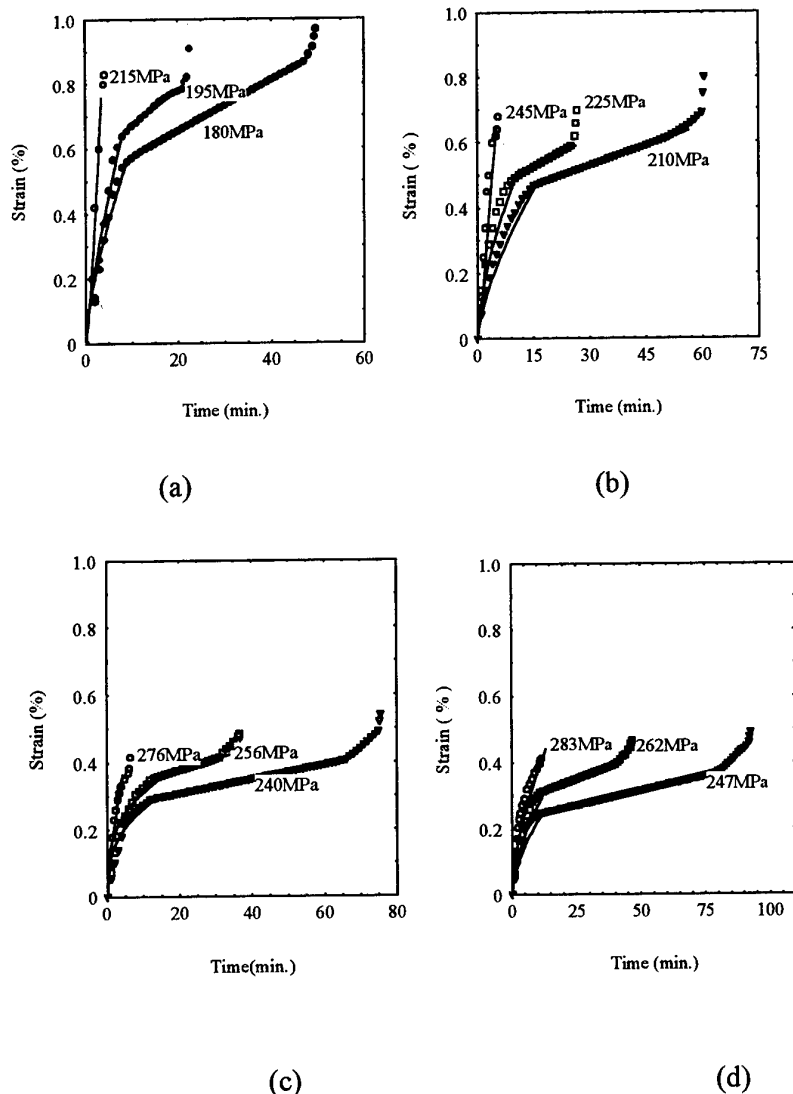 1.0
0.8
0.6
0.4
0.2
0
Strain (%)
215MPa
195MPa
180MPa
0 20 40 60
Time (min.)
(a)
1.0
0.8
0.6
0.4
0.2
0
Strain ( %)
245MPa
225MPa
210MPa
0 15 30 45 60 75
Time (min.)
(b)
1.0
0.8
0.6
0.4
0.2
0
Strain (%)
276MPa
256MPa
240MPa
0 20 40 60 80
Time(min.)
(c)
1.0
0.8
0.6
0.4
0.2
0
Strain ( %)
283MPa
262MPa
247MPa
0 25 50 75 100
Time (min.)
(d)